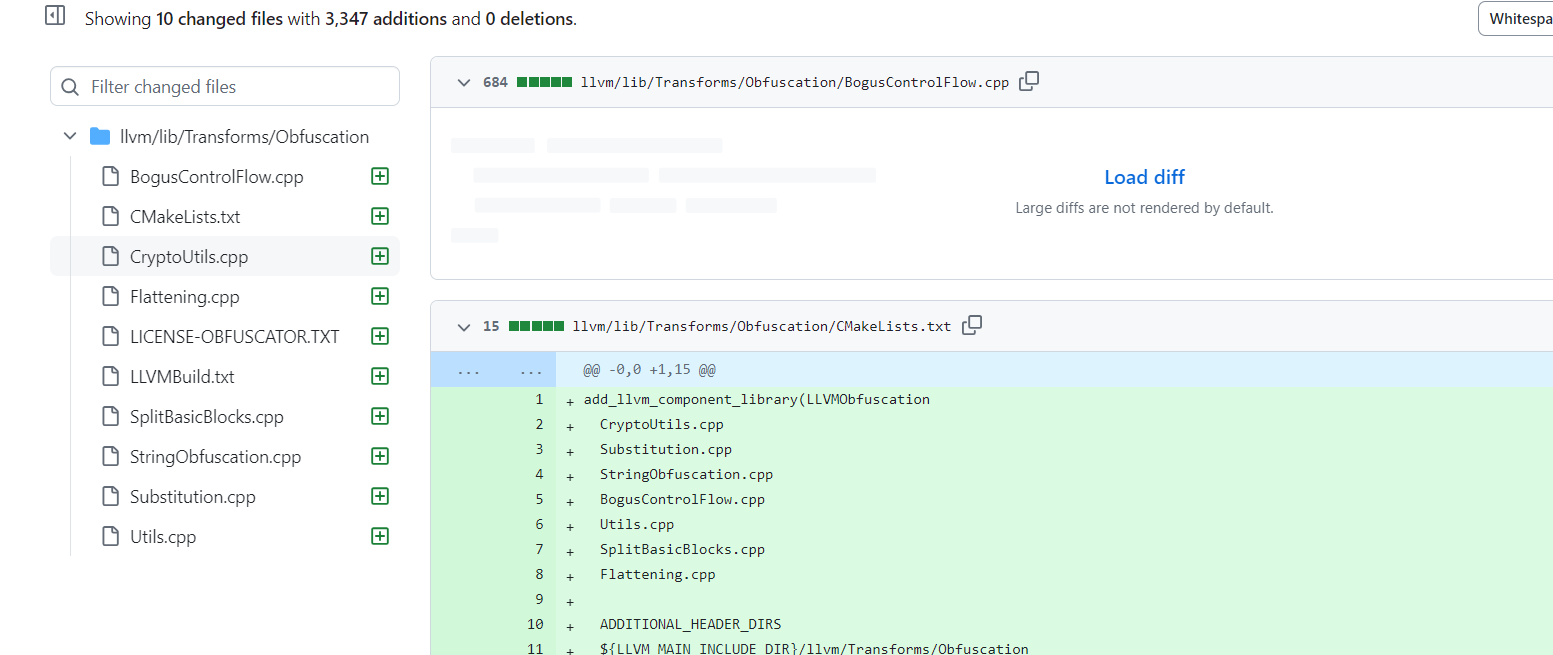 Showing 10 changed files with 3,347 additions and 0 deletions.
Whitespa
Filter changed files
llvm/lib/Transforms/Obfuscation
BogusControlFlow.cpp
CMakeLists.txt
CryptoUtils.cpp
Flattening.cpp
LICENSE-OBFUSCATOR.TXT
LLVMBuild.txt
SplitBasicBlocks.cpp
StringObfuscation.cpp
Substitution.cpp
Utils.cpp
684 llvm/lib/Transforms/Obfuscation/BogusControlFlow.cpp
Load diff
Large diffs are not rendered by default.
15 llvm/lib/Transforms/Obfuscation/CMakeLists.txt
... ... @@ -0,0 +1,15 @@
1 + add_llvm_component_library(LLVMObfuscation
2 + CryptoUtils.cpp
3 + Substitution.cpp
4 + StringObfuscation.cpp
5 + BogusControlFlow.cpp
6 + Utils.cpp
7 + SplitBasicBlocks.cpp
8 + Flattening.cpp
9 +
10 + ADDITIONAL_HEADER_DIRS
11 + ${LLVM_MAIN_INCLUDE_DIR}/llvm/Transforms/Obfuscation